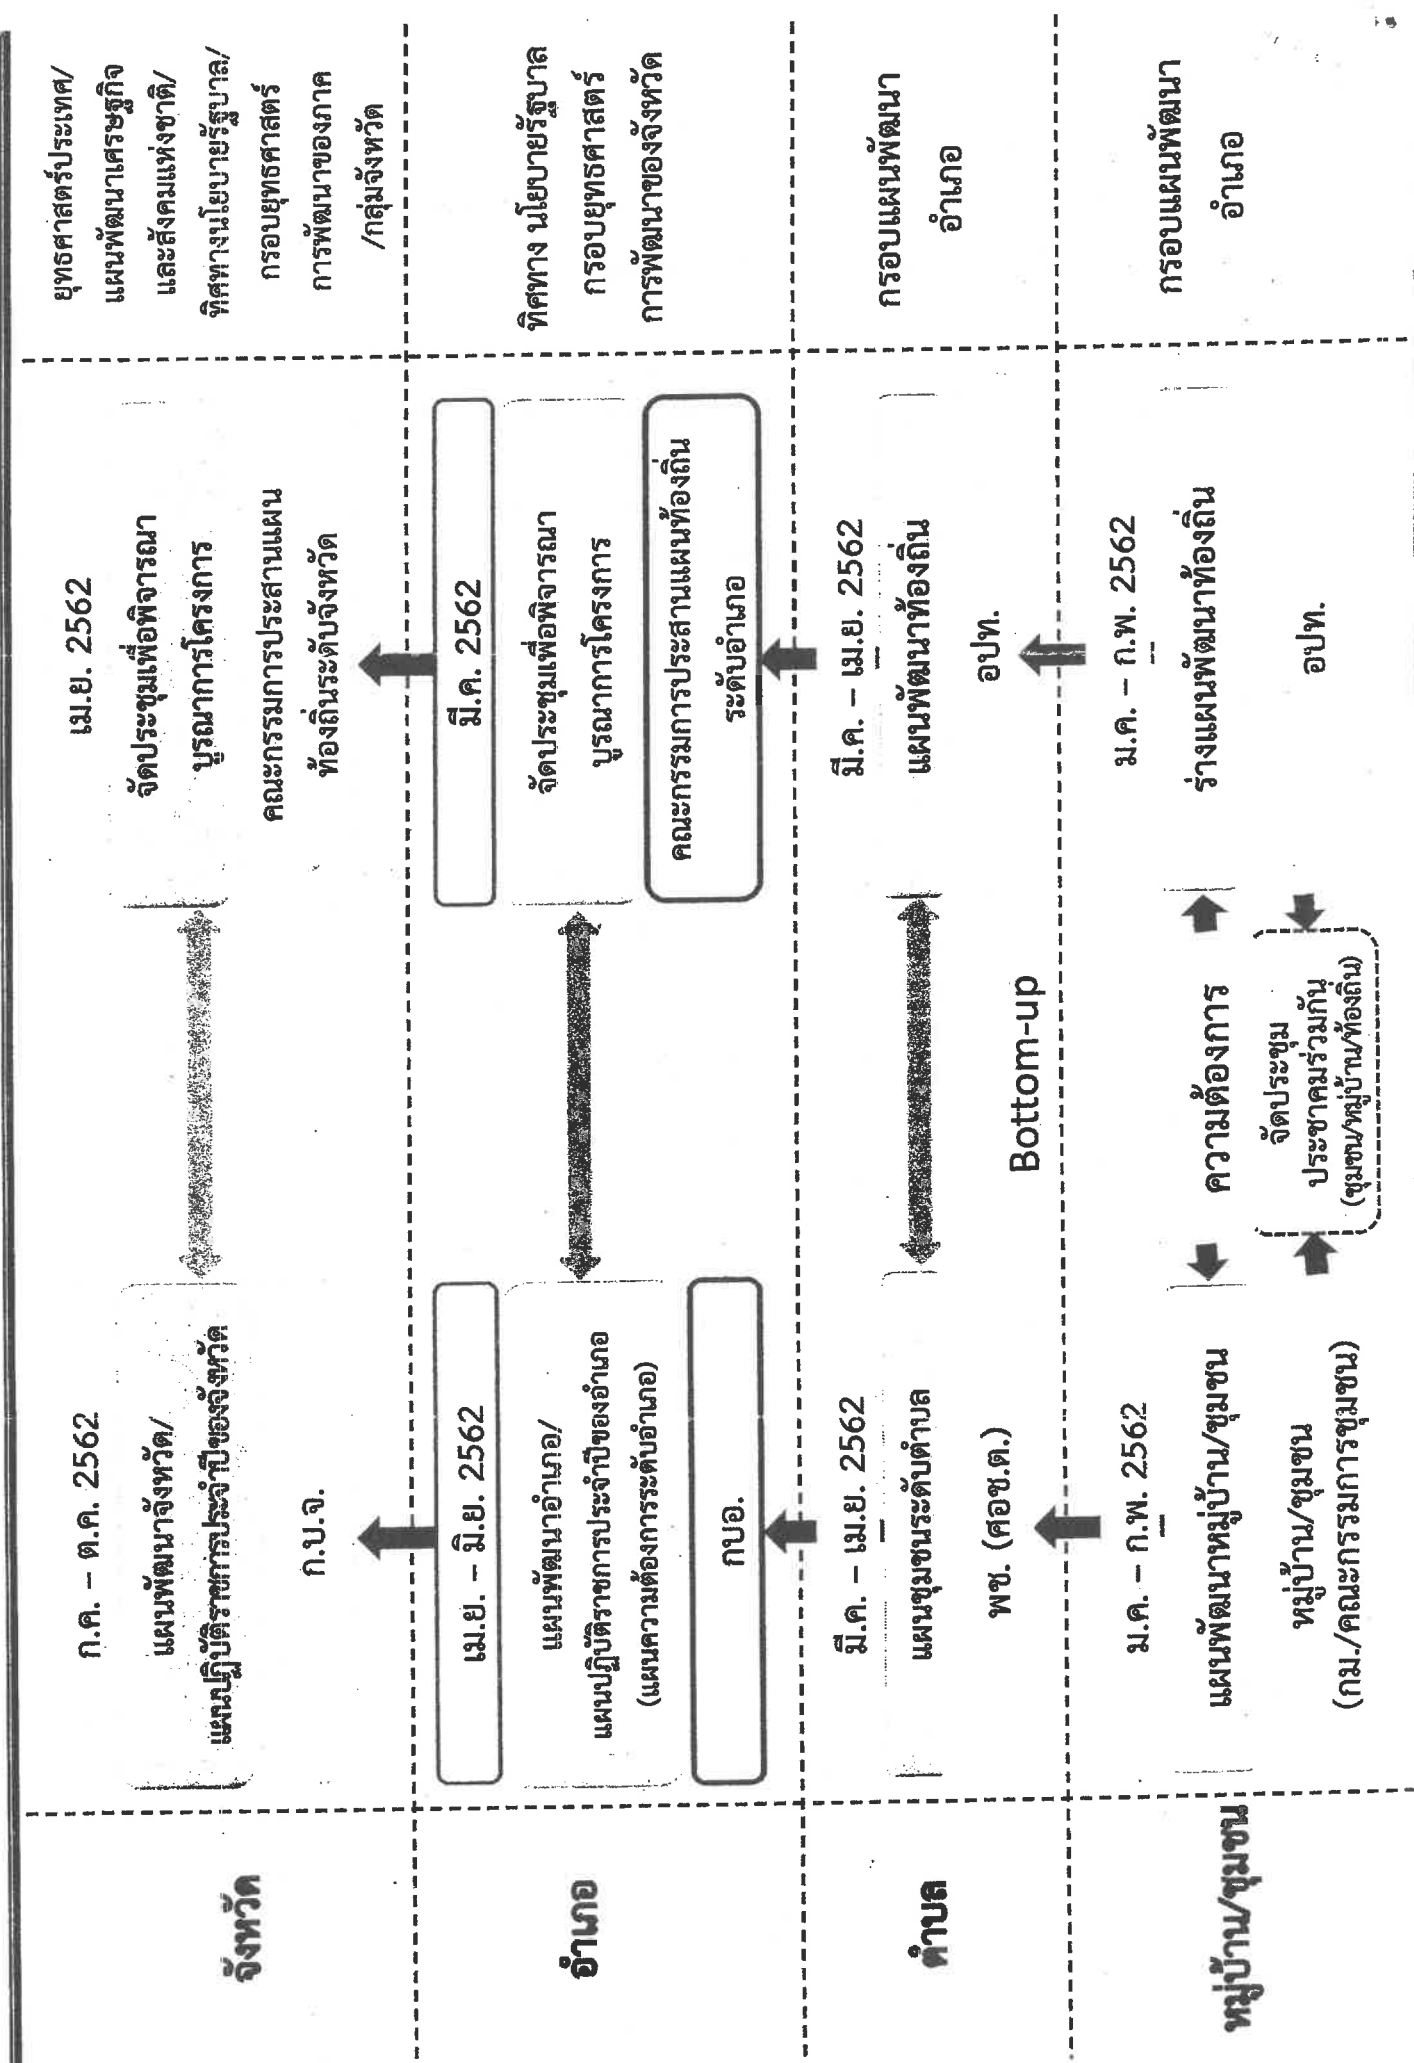 จังหวัด
ก.ค. – ต.ค. 2562
แผนพัฒนาจังหวัด/
แผนปฏิบัติราชการประจำปีของจังหวัด
ก.บ.จ.
เม.ย. 2562
จัดประชุมเพื่อพิจารณา
บูรณาการโครงการ
คณะกรรมการประสานแผน
ท้องถิ่นระดับจังหวัด
ยุทธศาสตร์ประเทศ/
แผนพัฒนาเศรษฐกิจ
และสังคมแห่งชาติ/
ทิศทางนโยบายรัฐบาล/
กรอบยุทธศาสตร์
การพัฒนาของภาค
/กลุ่มจังหวัด
อำเภอ
เม.ย. – มิ.ย. 2562
แผนพัฒนาอำเภอ/
แผนปฏิบัติราชการประจำปีของอำเภอ
(แผนความต้องการระดับอำเภอ)
กบอ.
มี.ค. 2562
จัดประชุมเพื่อพิจารณา
บูรณาการโครงการ
คณะกรรมการประสานแผนท้องถิ่น
ระดับอำเภอ
ทิศทาง นโยบายรัฐบาล
กรอบยุทธศาสตร์
การพัฒนาของจังหวัด
ตำบล
มี.ค. – เม.ย. 2562
แผนชุมชนระดับตำบล
พช. (ศอช.ต.)
มี.ค. – เม.ย. 2562
แผนพัฒนาท้องถิ่น
อปท.
กรอบแผนพัฒนา
อำเภอ
Bottom-up
หมู่บ้าน/ชุมชน
ม.ค. – ก.พ. 2562
แผนพัฒนาหมู่บ้าน/ชุมชน
หมู่บ้าน/ชุมชน
(กม./คณะกรรมการชุมชน)
ความต้องการ
จัดประชุม
ประชาคมร่วมกัน
(ชุมชน/หมู่บ้าน/ท้องถิ่น)
ม.ค. – ก.พ. 2562
ร่างแผนพัฒนาท้องถิ่น
อปท.
กรอบแผนพัฒนา
อำเภอ